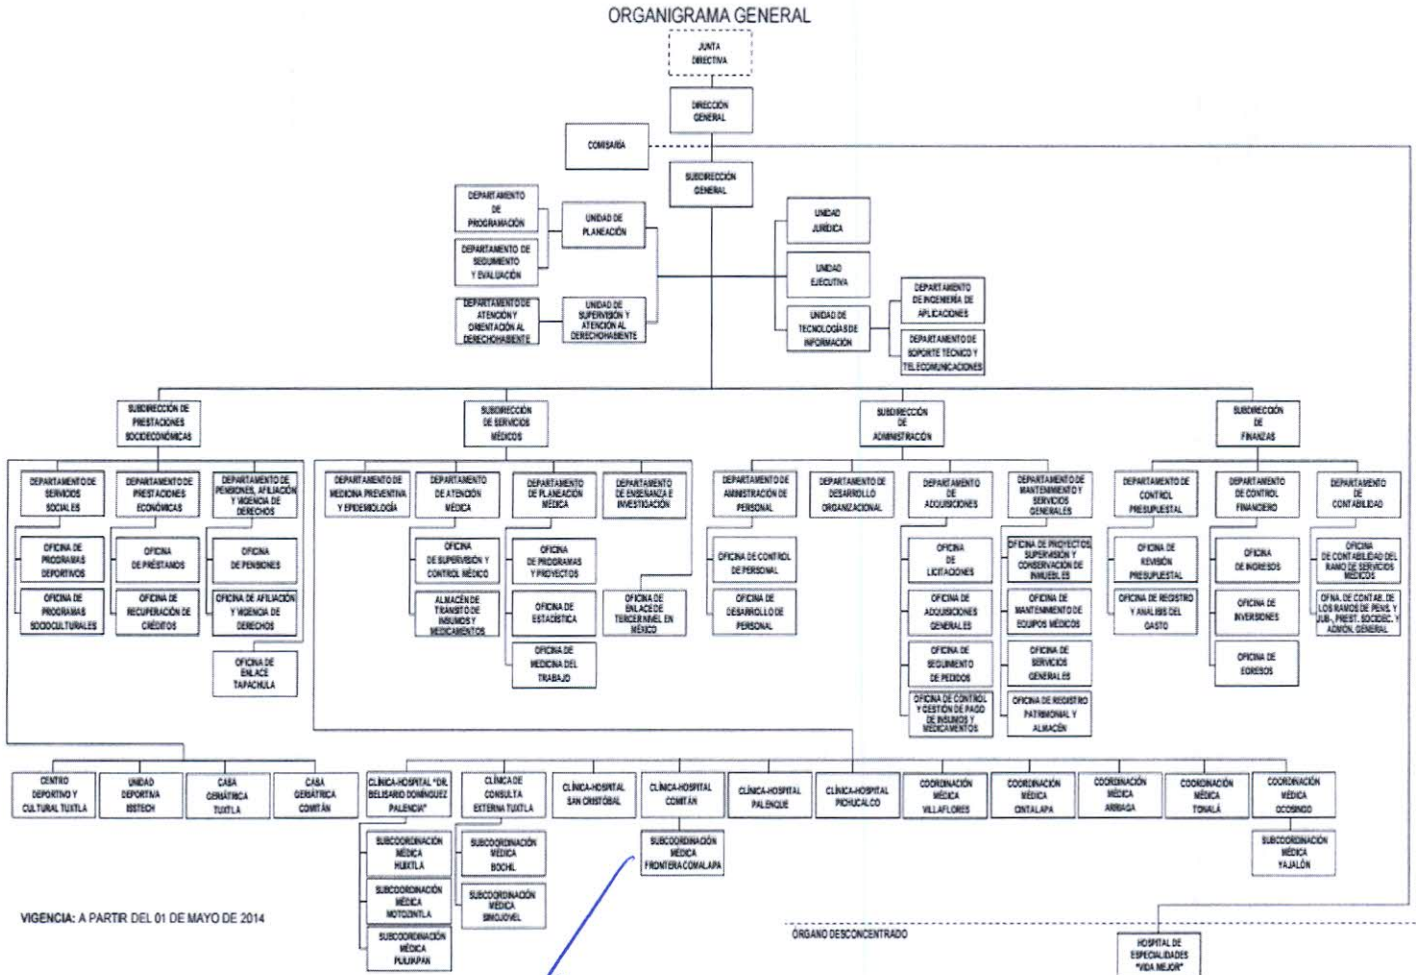 ORGANIGRAMA GENERAL
JUNTA
DIRECTIVA
DIRECCIÓN
GENERAL
COMISARÍA
SUBDIRECCIÓN
GENERAL
DEPARTAMENTO
DE
PROGRAMACIÓN
UNIDAD DE
PLANEACIÓN
DEPARTAMENTO DE
SEGUIMIENTO
Y EVALUACIÓN
DEPARTAMENTO DE
ATENCIÓN Y
ORIENTACIÓN AL
DERECHOHABIENTE
UNIDAD DE
SUPERVISIÓN Y
ATENCIÓN AL
DERECHOHABIENTE
UNIDAD
JURÍDICA
UNIDAD
EJECUTIVA
UNIDAD DE
TECNOLOGÍAS DE
INFORMACIÓN
DEPARTAMENTO
DE INGENIERÍA DE
APLICACIONES
DEPARTAMENTO DE
SOPORTE TÉCNICO Y
TELECOMUNICACIONES
SUBDIRECCIÓN DE
PRESTACIONES
SOCIOECONÓMICAS
SUBDIRECCIÓN
DE SERVICIOS
MÉDICOS
SUBDIRECCIÓN
DE
ADMINISTRACIÓN
SUBDIRECCIÓN
DE
FINANZAS
DEPARTAMENTO DE
SERVICIOS
SOCIALES
DEPARTAMENTO DE
PRESTACIONES
ECONÓMICAS
DEPARTAMENTO DE
PENSIONES, AFILIACIÓN
Y VIGENCIA DE
DERECHOS
DEPARTAMENTO DE
MEDICINA PREVENTIVA
Y EPIDEMIOLOGÍA
DEPARTAMENTO
DE ATENCIÓN
MÉDICA
DEPARTAMENTO
DE PLANEACIÓN
MÉDICA
DEPARTAMENTO
DE ENSEÑANZA E
INVESTIGACIÓN
DEPARTAMENTO DE
AMINISTRACIÓN DE
PERSONAL
DEPARTAMENTO DE
DESARROLLO
ORGANIZACIONAL
DEPARTAMENTO
DE
ADQUISICIONES
DEPARTAMENTO DE
MANTENIMIENTO Y
SERVICIOS
GENERALES
DEPARTAMENTO DE
CONTROL
PRESUPUESTAL
DEPARTAMENTO
DE CONTROL
FINANCIERO
DEPARTAMENTO
DE
CONTABILIDAD
OFICINA DE
PROGRAMAS
DEPORTIVOS
OFICINA
DE PRÉSTAMOS
OFICINA
DE PENSIONES
OFICINA
DE SUPERVISIÓN Y
CONTROL MÉDICO
OFICINA
DE PROGRAMAS
Y PROYECTOS
OFICINA DE CONTROL
DE PERSONAL
OFICINA
DE
LICITACIONES
OFICINA DE PROYECTOS,
SUPERVISIÓN Y
CONSERVACIÓN DE
INMUEBLES
OFICINA DE
REVISIÓN
PRESUPUESTAL
OFICINA
DE INGRESOS
OFICINA
DE CONTABILIDAD DEL
RAMO DE SERVICIOS
MÉDICOS
OFICINA DE
PROGRAMAS
SOCIOCULTURALES
OFICINA DE
RECUPERACIÓN DE
CRÉDITOS
OFICINA DE AFILIACIÓN
Y VIGENCIA DE
DERECHOS
ALMACÉN DE
TRÁNSITO DE
INSUMOS Y
MEDICAMENTOS
OFICINA DE
ESTADÍSTICA
OFICINA DE
ENLACE DE
TERCER NIVEL EN
MÉXICO
OFICINA DE
DESARROLLO DE
PERSONAL
OFICINA DE
ADQUISICIONES
GENERALES
OFICINA DE
MANTENIMIENTO DE
EQUIPOS MÉDICOS
OFICINA DE REGISTRO
Y ANÁLISIS DEL
GASTO
OFICINA DE
INVERSIONES
OFNA. DE CONTAB. DE
LOS RAMOS DE PENS. Y
JUB., PREST. SOCIOEC. Y
ADMÓN. GENERAL
OFICINA DE
ENLACE
TAPACHULA
OFICINA DE
MEDICINA DEL
TRABAJO
OFICINA DE
SEGUIMIENTO
DE PEDIDOS
OFICINA DE
SERVICIOS
GENERALES
OFICINA DE
EGRESOS
OFICINA DE CONTROL
Y GESTIÓN DE PAGO
DE INSUMOS Y
MEDICAMENTOS
OFICINA DE REGISTRO
PATRIMONIAL Y
ALMACÉN
CENTRO
DEPORTIVO Y
CULTURAL TUXTLA
UNIDAD
DEPORTIVA
ISSTECH
CASA
GERIÁTRICA
TUXTLA
CASA
GERIÁTRICA
COMITÁN
CLÍNICA-HOSPITAL "DR.
BELISARIO DOMÍNGUEZ
PALENCIA"
CLÍNICA DE
CONSULTA
EXTERNA TUXTLA
CLÍNICA-HOSPITAL
SAN CRISTÓBAL
CLÍNICA-HOSPITAL
COMITÁN
CLÍNICA-HOSPITAL
PALENQUE
CLÍNICA-HOSPITAL
PICHUCALCO
COORDINACIÓN
MÉDICA
VILLAFLORES
COORDINACIÓN
MÉDICA
CINTALAPA
COORDINACIÓN
MÉDICA
ARRIAGA
COORDINACIÓN
MÉDICA
TONALÁ
COORDINACIÓN
MÉDICA
OCOSINGO
SUBCOORDINACIÓN
MÉDICA
HUIXTLA
SUBCOORDINACIÓN
MÉDICA
BOCHIL
SUBCOORDINACIÓN
MÉDICA
FRONTERA COMALAPA
SUBCOORDINACIÓN
MÉDICA
YAJALÓN
SUBCOORDINACIÓN
MÉDICA
MOTOZINTLA
SUBCOORDINACIÓN
MÉDICA
SIMOJOVEL
SUBCOORDINACIÓN
MÉDICA
PIJIJIAPAN
VIGENCIA: A PARTIR DEL 01 DE MAYO DE 2014
ÓRGANO DESCONCENTRADO
HOSPITAL DE
ESPECIALIDADES
"VIDA MEJOR"